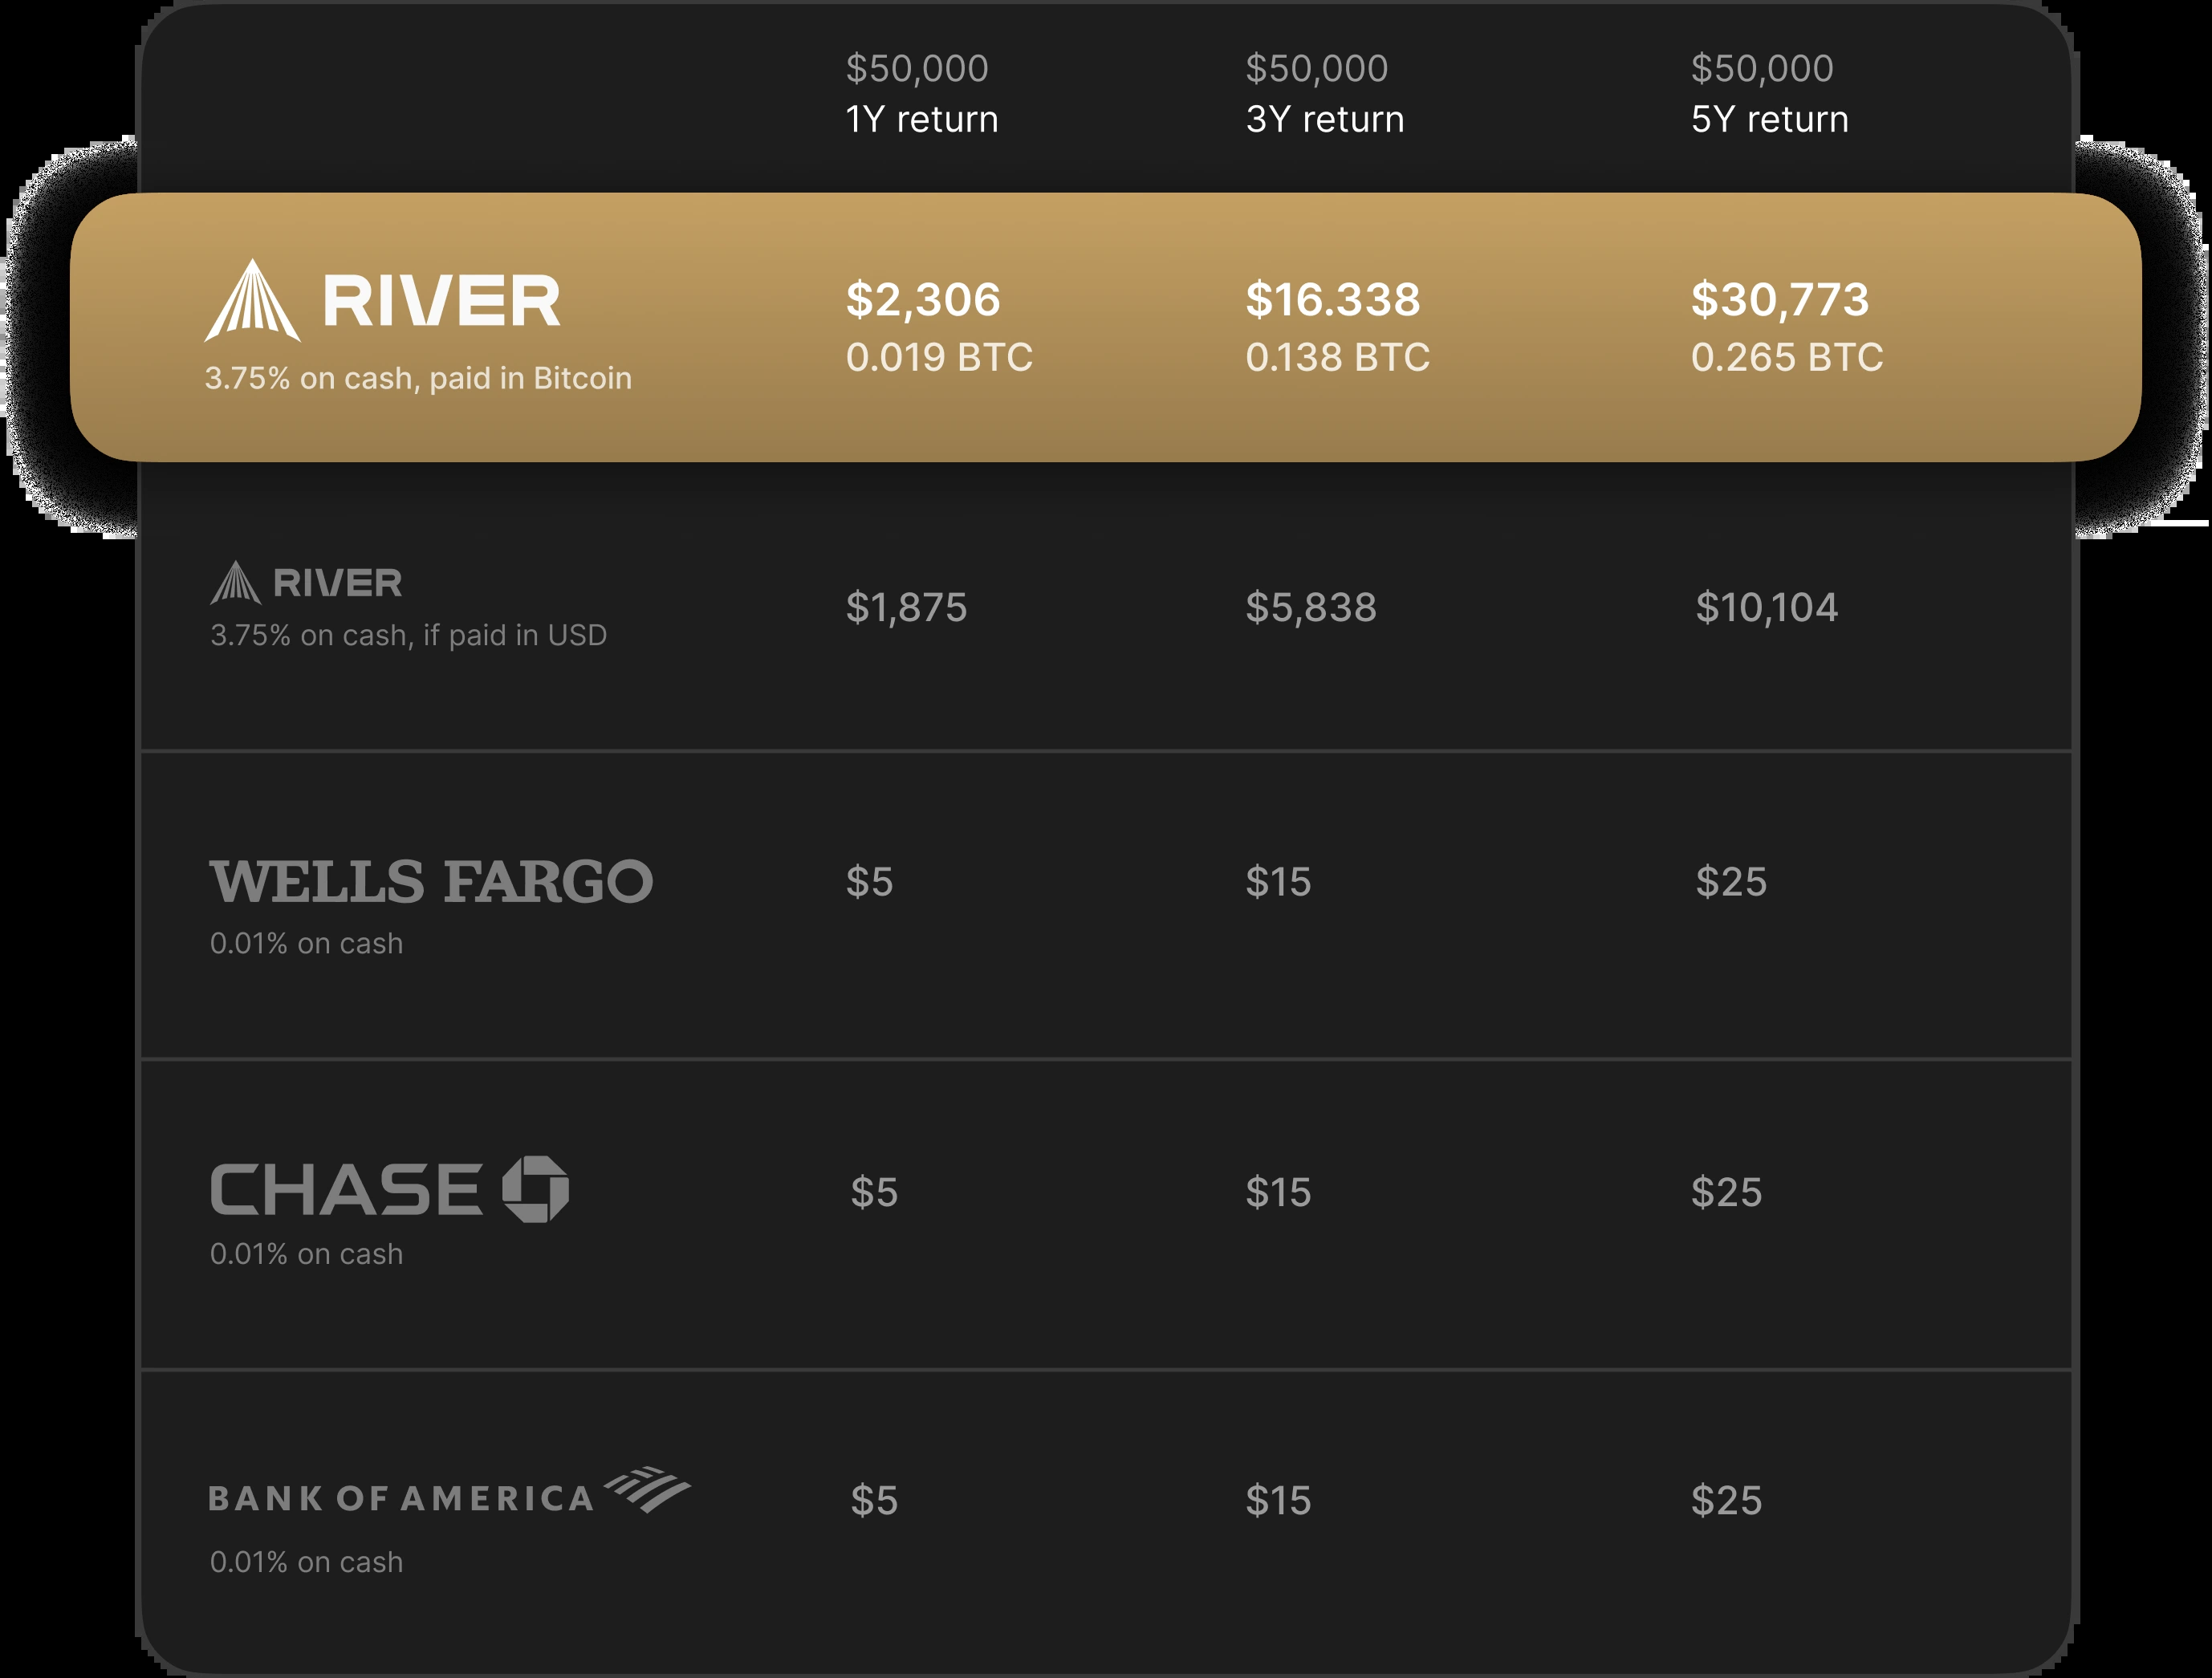 $50,000 $50,000 $50,000
1Y return 3Y return 5Y return
RIVER
3.75% on cash, paid in Bitcoin
$2,306 $16.338 $30,773
0.019 BTC 0.138 BTC 0.265 BTC
RIVER
3.75% on cash, if paid in USD
$1,875 $5,838 $10,104
WELLS FARGO
0.01% on cash
$5 $15 $25
CHASE
0.01% on cash
$5 $15 $25
BANK OF AMERICA
0.01% on cash
$5 $15 $25